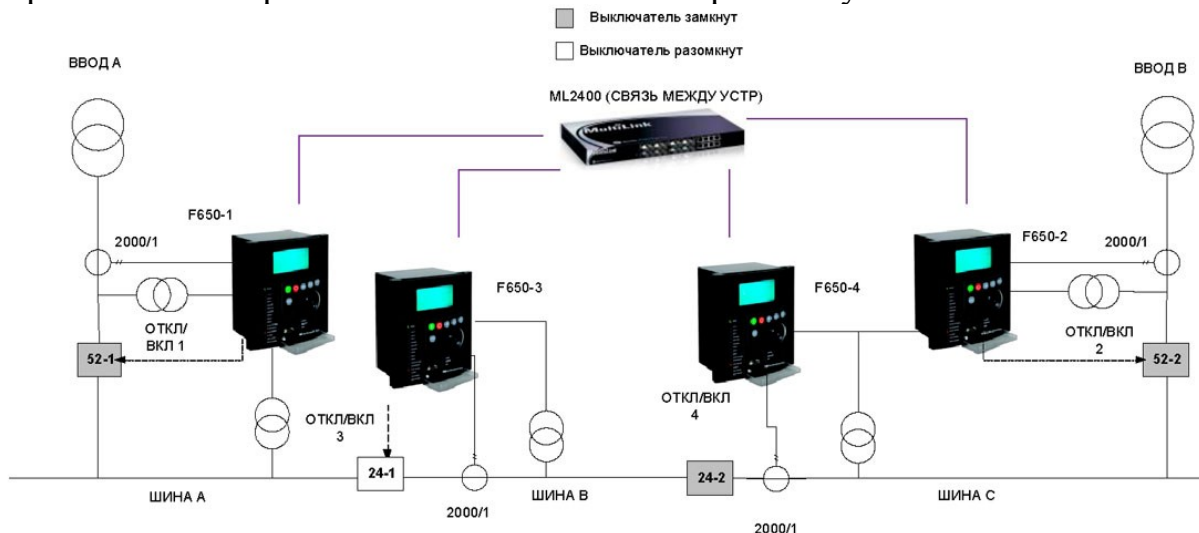 Выключатель замкнут
Выключатель разомкнут
ВВОД А
ВВОД В
ML2400 (СВЯЗЬ МЕЖДУ УСТР)
MultiLink
F650-1
F650-2
2000/1
2000/1
F650-3
F650-4
ОТКЛ/
ВКЛ 1
ОТКЛ/ВКЛ
2
52-1
52-2
ОТКЛ/ВКЛ
3
ОТКЛ/ВКЛ
4
24-1
24-2
ШИНА А
ШИНА В
ШИНА С
2000/1
2000/1